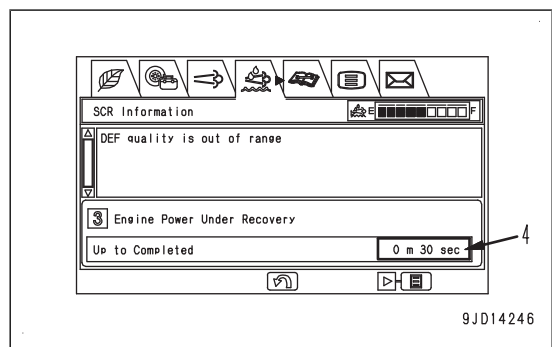 SCR Information
E F
DEF quality is out of range
3 Engine Power Under Recovery
Up to Completed 0 m 30 sec
4
9JD14246